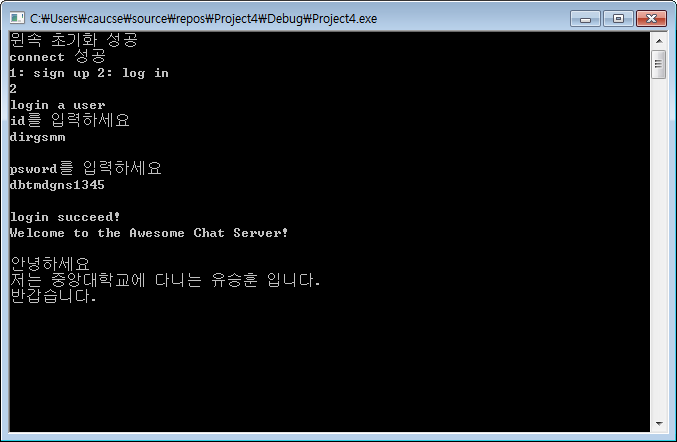 C:₩Users₩caucse₩source₩repos₩Project4₩Debug₩Project4.exe
윈속 초기화 성공
connect 성공
1: sign up 2: log in
2
login a user
id를 입력하세요
dirgsmm
psword를 입력하세요
dbtmdgns1345
login succeed!
Welcome to the Awesome Chat Server!
안녕하세요
저는 중앙대학교에 다니는 유승훈 입니다.
반갑습니다.